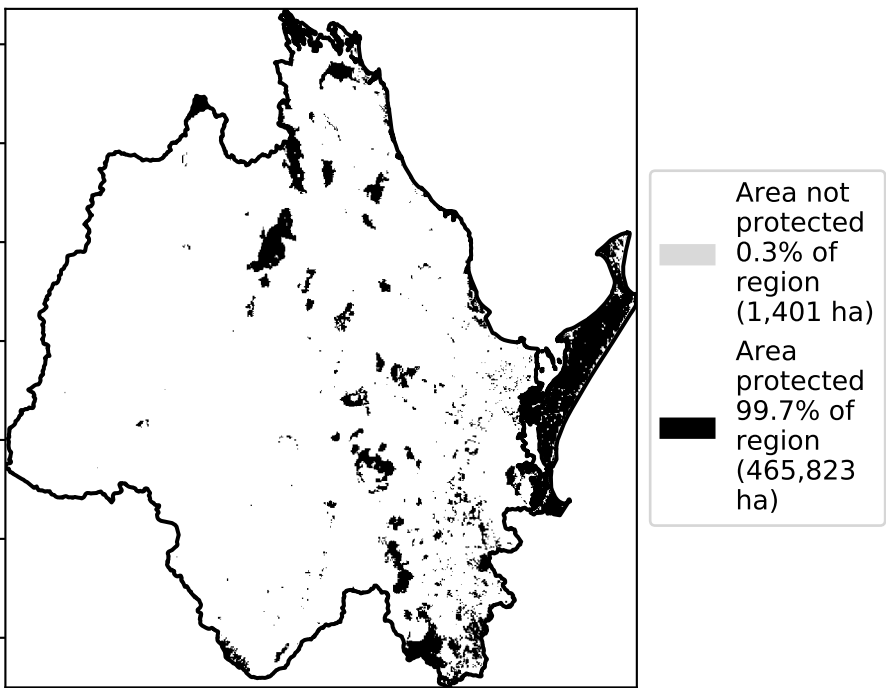 Area not
protected
0.3% of
region
(1,401 ha)
Area
protected
99.7% of
region
(465,823
ha)